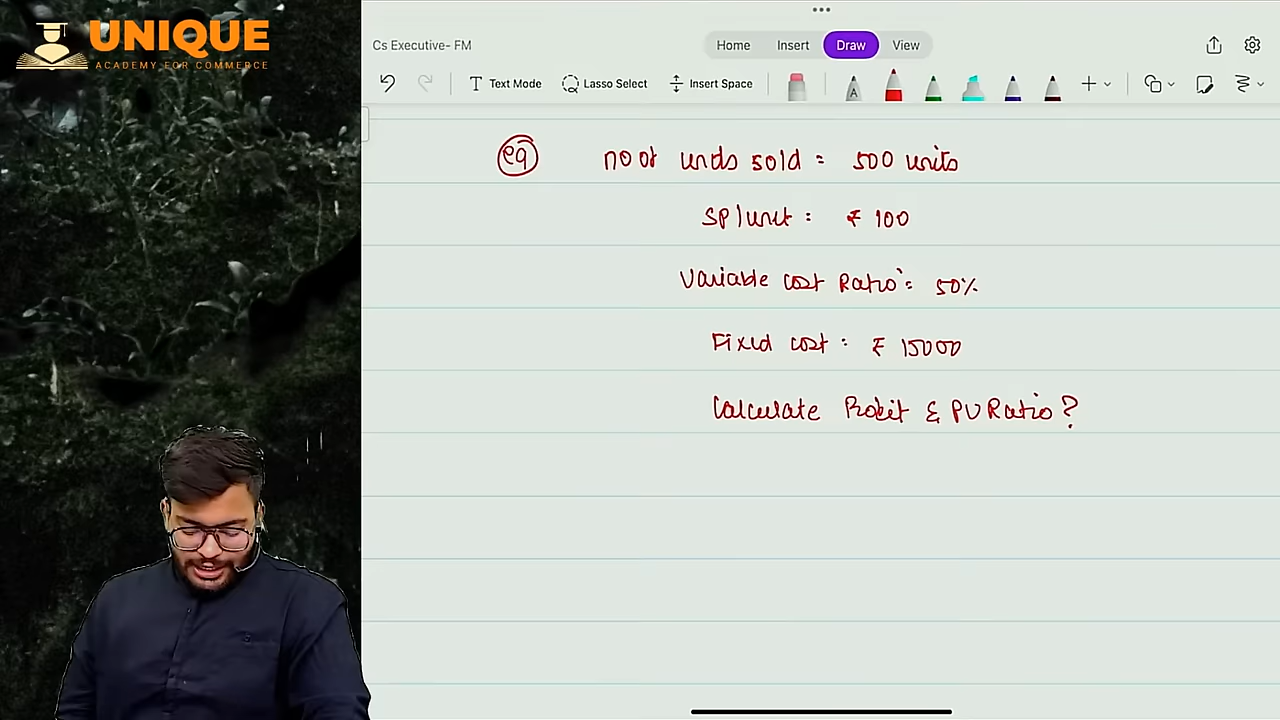 UNIQUE
ACADEMY FOR COMMERCE
Cs Executive- FM
Home Insert Draw View
Text Mode Lasso Select Insert Space
eg no of units sold = 500 units
SP/unit : ₹ 100
Variable cost Ratio = 50%
Fixed cost : ₹ 15000
Calculate Profit & PV Ratio?